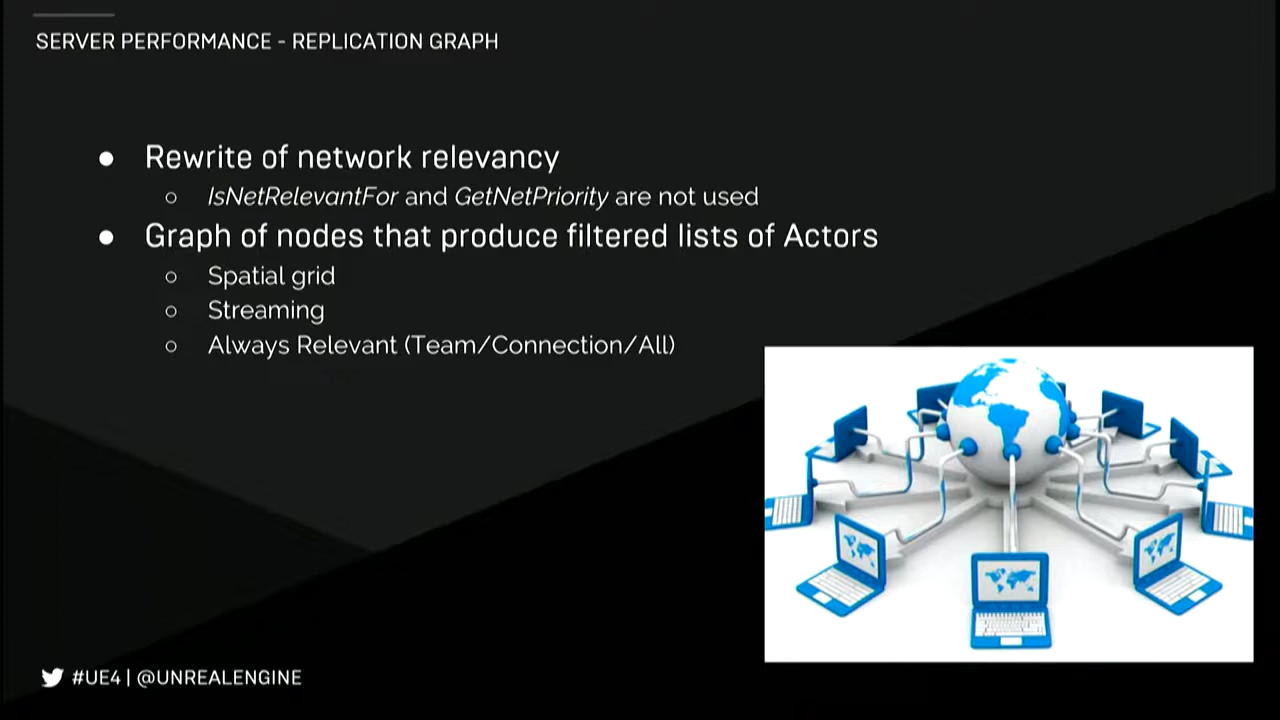 SERVER PERFORMANCE - REPLICATION GRAPH
● Rewrite of network relevancy
○ IsNetRelevantFor and GetNetPriority are not used
● Graph of nodes that produce filtered lists of Actors
○ Spatial grid
○ Streaming
○ Always Relevant (Team/Connection/All)
#UE4 | @UNREALENGINE